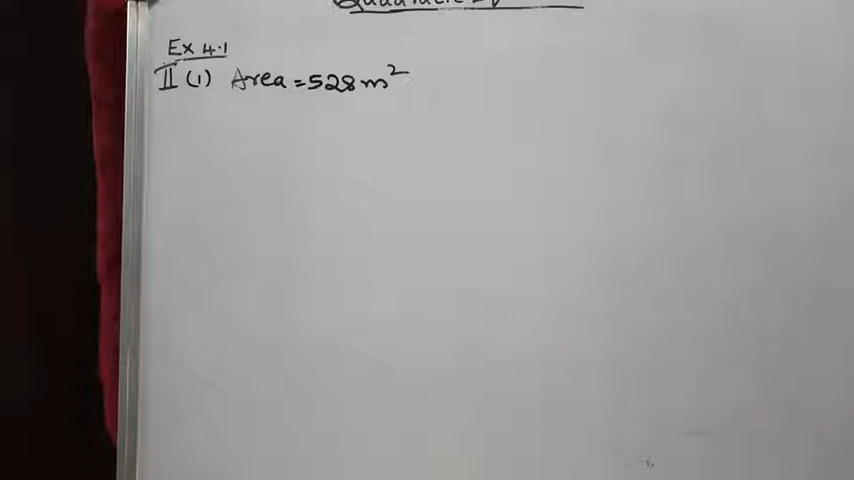 Ex 4.1
II (1) Area = 528 m²